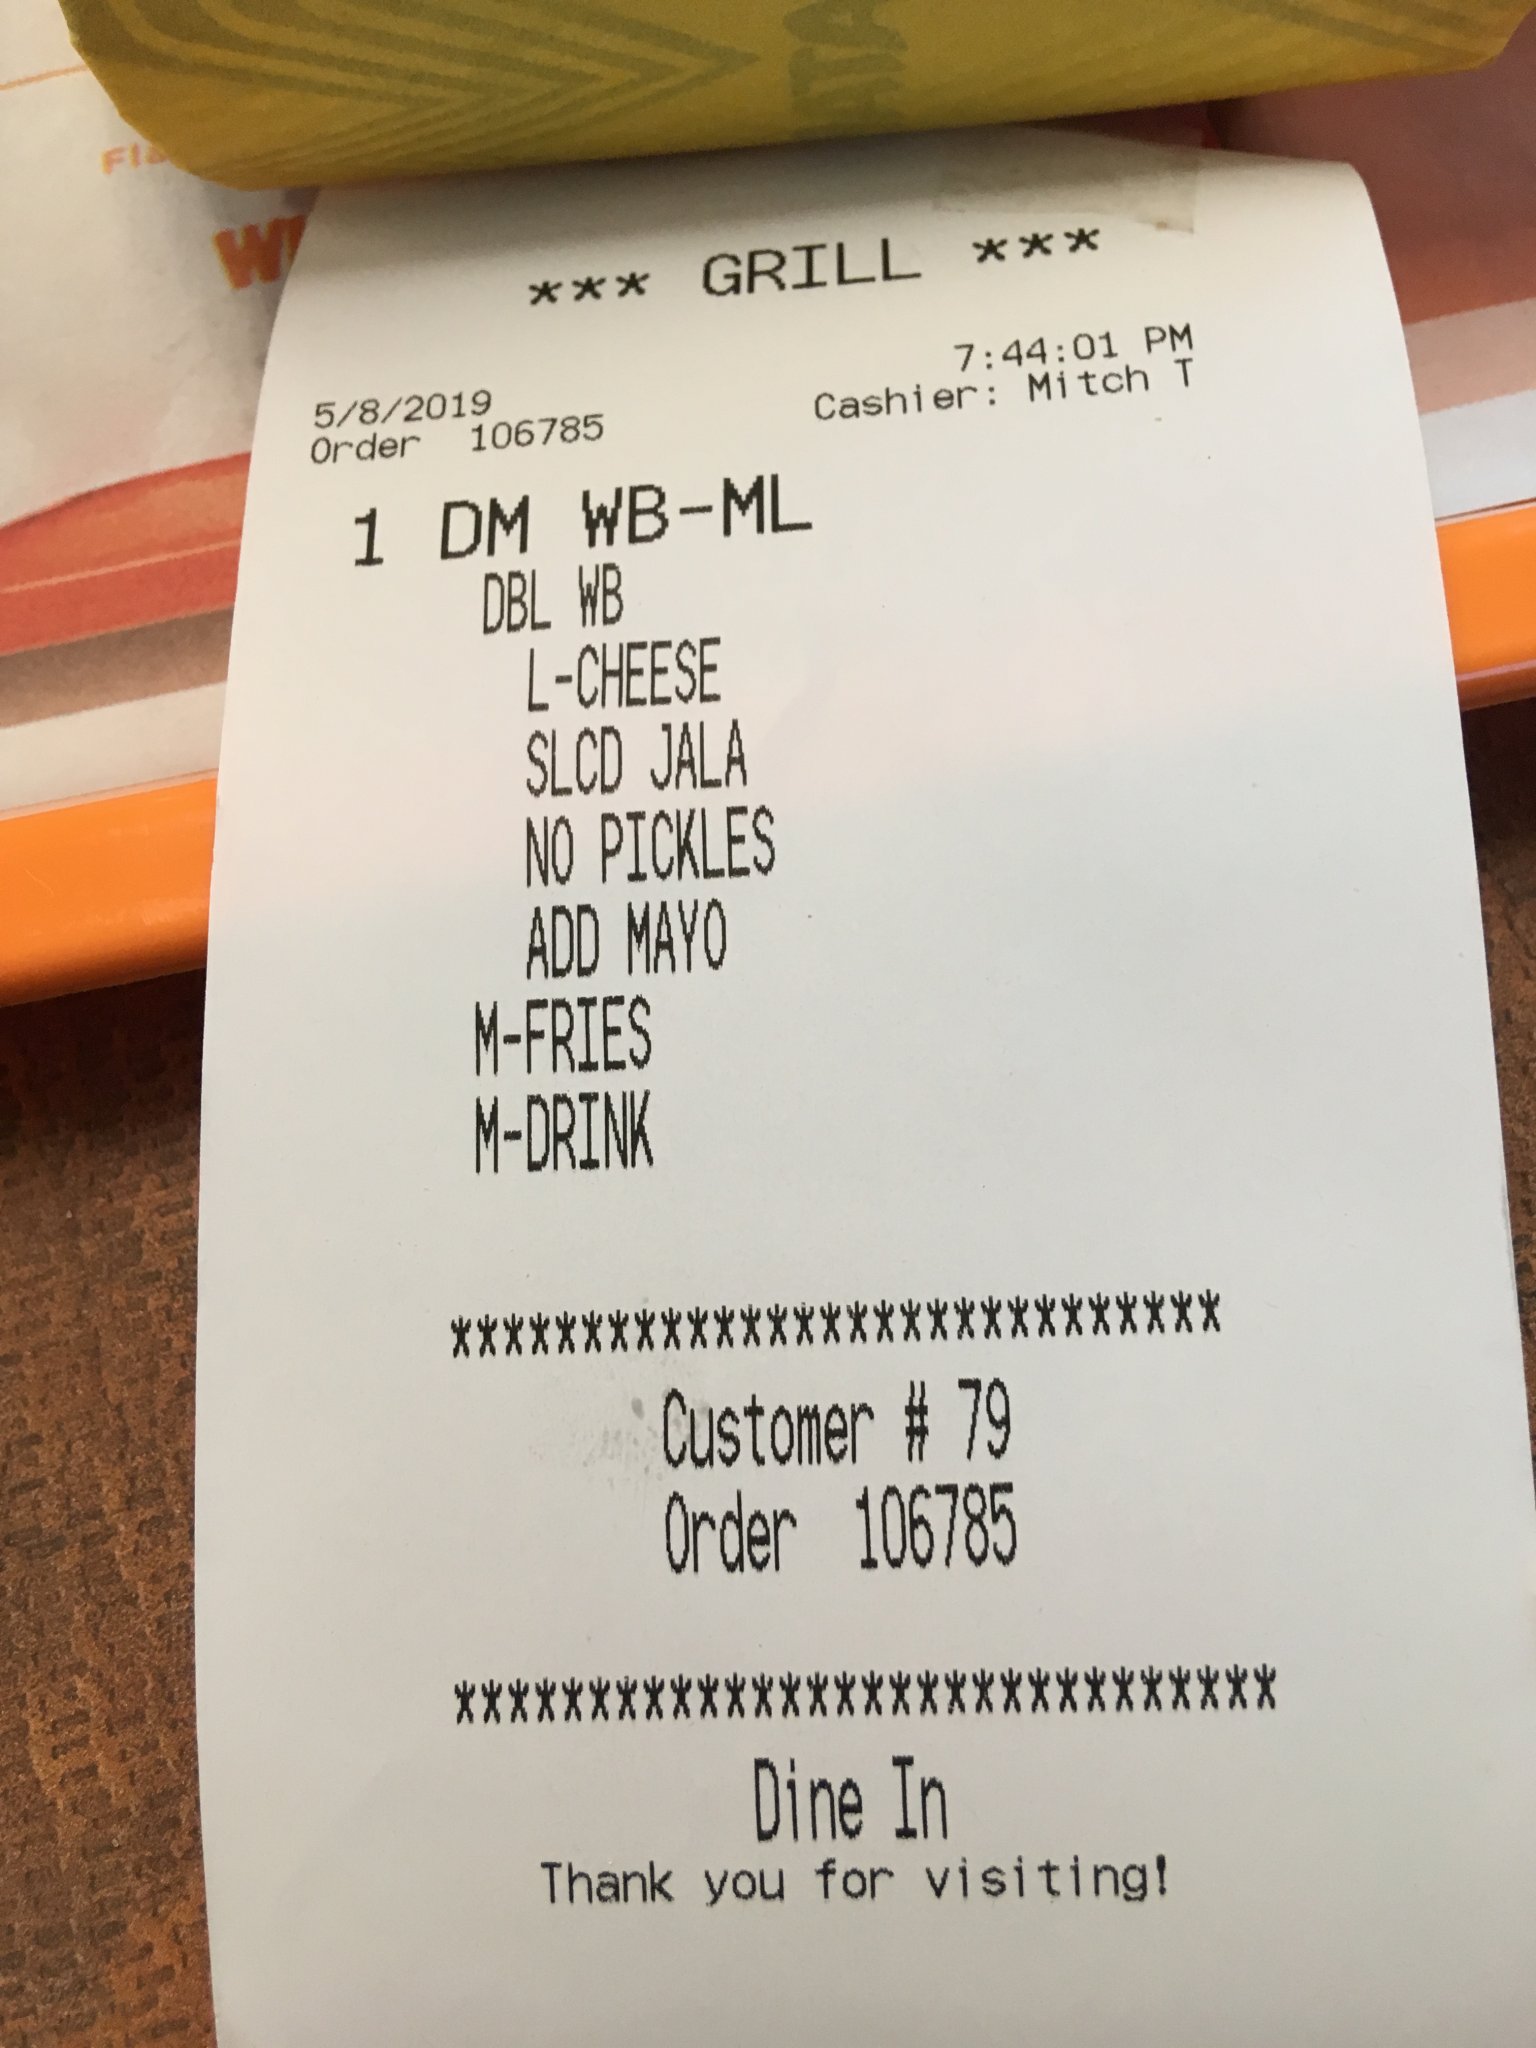 *** GRILL ***
7:44:01 PM
5/8/2019
Cashier: Mitch T
Order 106785
1 DM WB-ML
DBL WB
L-CHEESE
SLCD JALA
NO PICKLES
ADD MAYO
M-FRIES
M-DRINK
*****************************
Customer # 79
Order 106785
******************************
Dine In
Thank you for visiting!